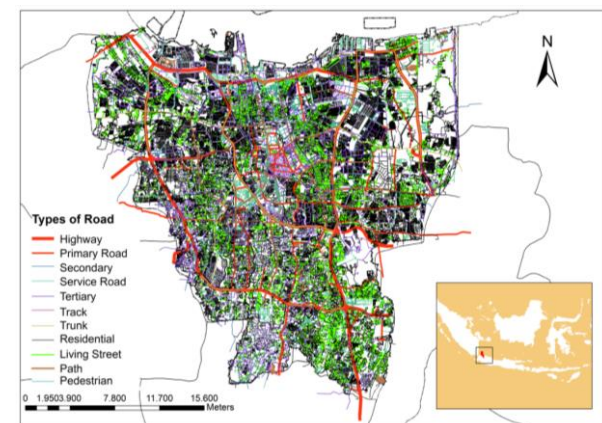 N
Types of Road
Highway
Primary Road
Secondary
Service Road
Tertiary
Track
Trunk
Residential
Living Street
Path
Pedestrian
0 1.9503.900 7.800 11.700 15.600
Meters